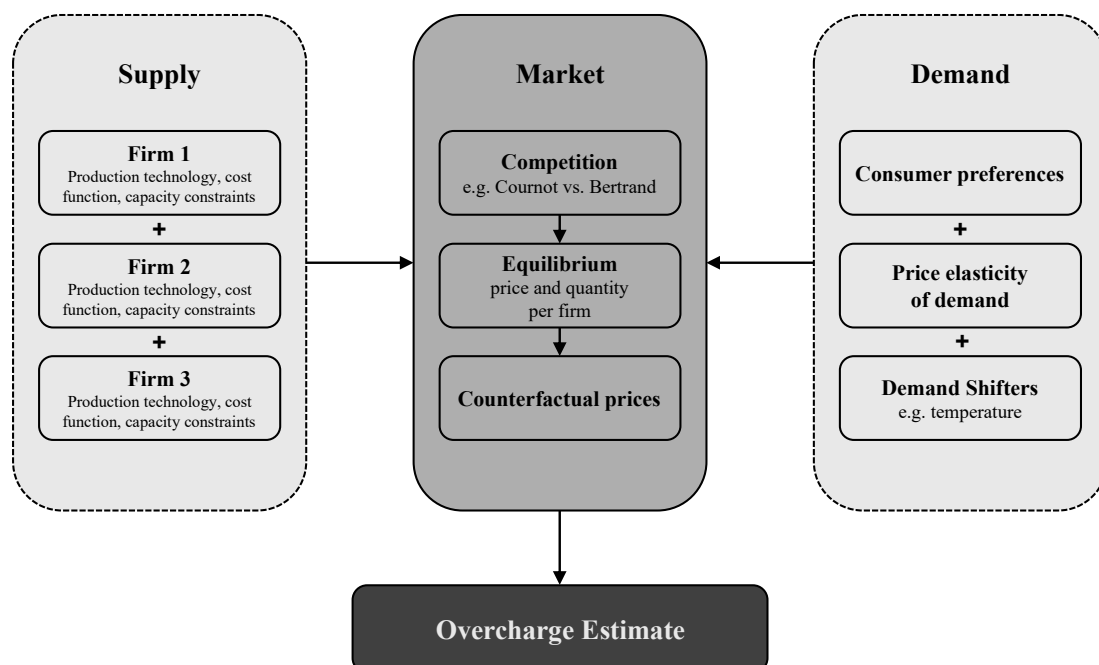 Supply
Firm 1
Production technology, cost
function, capacity constraints
+
Firm 2
Production technology, cost
function, capacity constraints
+
Firm 3
Production technology, cost
function, capacity constraints
Market
Competition
e.g. Cournot vs. Bertrand
Equilibrium
price and quantity
per firm
Counterfactual prices
Demand
Consumer preferences
+
Price elasticity
of demand
+
Demand Shifters
e.g. temperature
Overcharge Estimate